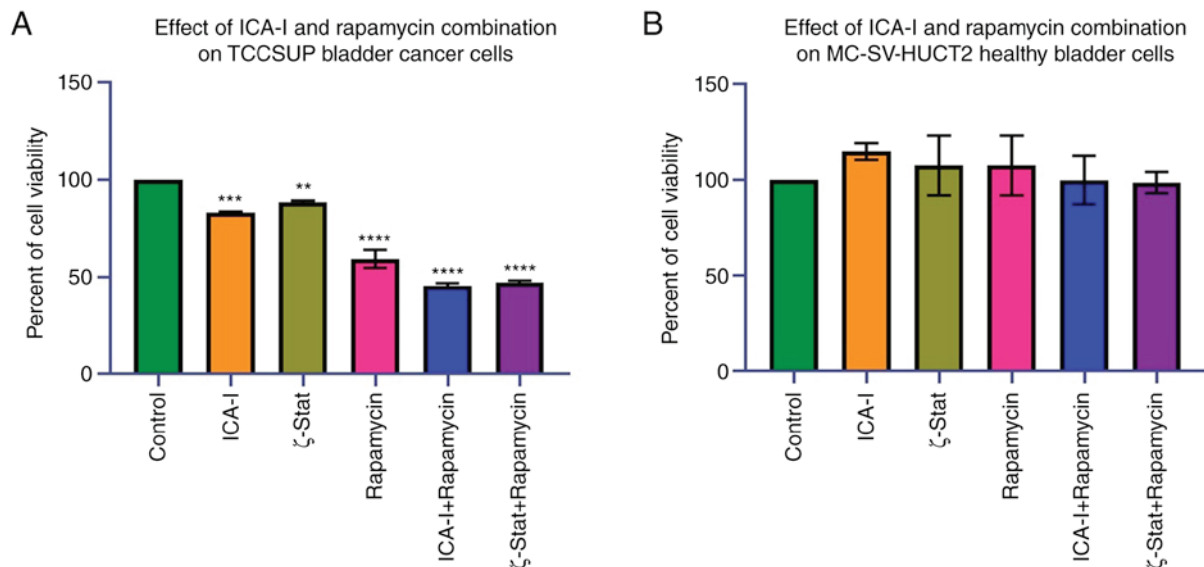 A
Effect of ICA-I and rapamycin combination
on TCCSUP bladder cancer cells
Percent of cell viability
150
100
50
0
***
**
****
****
****
Control
ICA-I
ζ-Stat
Rapamycin
ICA-I+Rapamycin
ζ-Stat+Rapamycin
B
Effect of ICA-I and rapamycin combination
on MC-SV-HUCT2 healthy bladder cells
Percent of cell viability
150
100
50
0
Control
ICA-I
ζ-Stat
Rapamycin
ICA-I+Rapamycin
ζ-Stat+Rapamycin